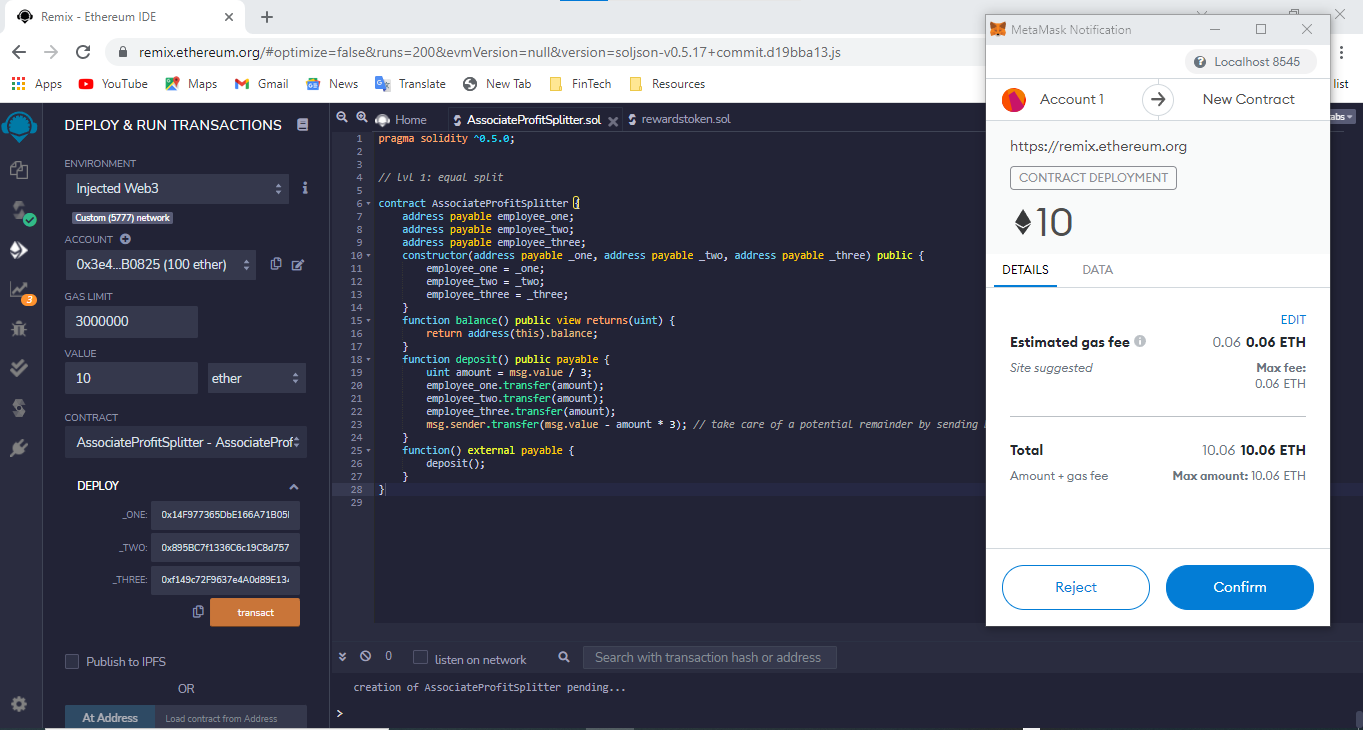 Remix - Ethereum IDE
remix.ethereum.org/#optimize=false&runs=200&evmVersion=null&version=soljson-v0.5.17+commit.d19bba13.js
Apps YouTube Maps Gmail News Translate New Tab FinTech Resources
list
DEPLOY & RUN TRANSACTIONS
ENVIRONMENT
Injected Web3
i
Custom (5777) network
ACCOUNT
0x3e4...B0825 (100 ether)
GAS LIMIT
3000000
VALUE
10 ether
CONTRACT
AssociateProfitSplitter - AssociateProf
DEPLOY
_ONE: 0x14F977365DbE166A71B05
_TWO: 0x895BC7f1336C6c19C8d757
_THREE: 0xf149c72F9637e4A0d89E134
transact
Publish to IPFS
OR
At Address Load contract from Address
3
Home AssociateProfitSplitter.sol rewardstoken.sol
abs
1 pragma solidity ^0.5.0;
2
3
4 // lvl 1: equal split
5
6 contract AssociateProfitSplitter {
7 address payable employee_one;
8 address payable employee_two;
9 address payable employee_three;
10 constructor(address payable _one, address payable _two, address payable _three) public {
11 employee_one = _one;
12 employee_two = _two;
13 employee_three = _three;
14 }
15 function balance() public view returns(uint) {
16 return address(this).balance;
17 }
18 function deposit() public payable {
19 uint amount = msg.value / 3;
20 employee_one.transfer(amount);
21 employee_two.transfer(amount);
22 employee_three.transfer(amount);
23 msg.sender.transfer(msg.value - amount * 3); // take care of a potential remainder by sending
24 }
25 function() external payable {
26 deposit();
27 }
28 }
29
0 listen on network Search with transaction hash or address
creation of AssociateProfitSplitter pending...
>
MetaMask Notification
? Localhost 8545
Account 1 New Contract
https://remix.ethereum.org
CONTRACT DEPLOYMENT
10
DETAILS DATA
EDIT
Estimated gas fee i 0.06 0.06 ETH
Site suggested Max fee:
0.06 ETH
Total 10.06 10.06 ETH
Amount + gas fee Max amount: 10.06 ETH
Reject Confirm